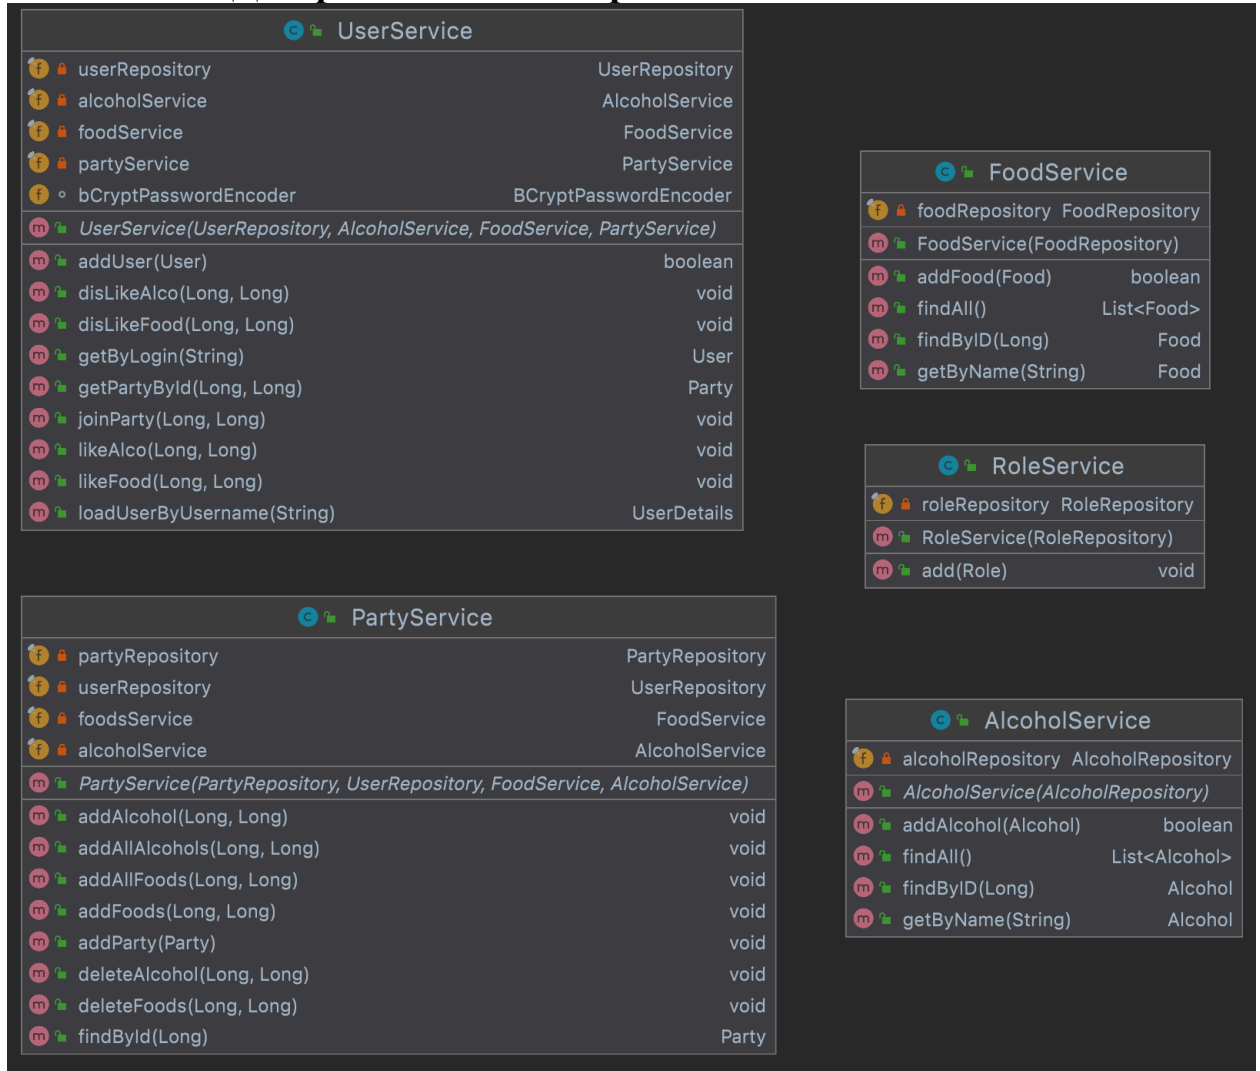 UserService
userRepository UserRepository
alcoholService AlcoholService
foodService FoodService
partyService PartyService
bCryptPasswordEncoder BCryptPasswordEncoder
UserService(UserRepository, AlcoholService, FoodService, PartyService)
addUser(User) boolean
disLikeAlco(Long, Long) void
disLikeFood(Long, Long) void
getByLogin(String) User
getPartyById(Long, Long) Party
joinParty(Long, Long) void
likeAlco(Long, Long) void
likeFood(Long, Long) void
loadUserByUsername(String) UserDetails
FoodService
foodRepository FoodRepository
FoodService(FoodRepository)
addFood(Food) boolean
findAll() List<Food>
findByID(Long) Food
getByName(String) Food
RoleService
roleRepository RoleRepository
RoleService(RoleRepository)
add(Role) void
PartyService
partyRepository PartyRepository
userRepository UserRepository
foodsService FoodService
alcoholService AlcoholService
PartyService(PartyRepository, UserRepository, FoodService, AlcoholService)
addAlcohol(Long, Long) void
addAllAlcohols(Long, Long) void
addAllFoods(Long, Long) void
addFoods(Long, Long) void
addParty(Party) void
deleteAlcohol(Long, Long) void
deleteFoods(Long, Long) void
findById(Long) Party
AlcoholService
alcoholRepository AlcoholRepository
AlcoholService(AlcoholRepository)
addAlcohol(Alcohol) boolean
findAll() List<Alcohol>
findByID(Long) Alcohol
getByName(String) Alcohol